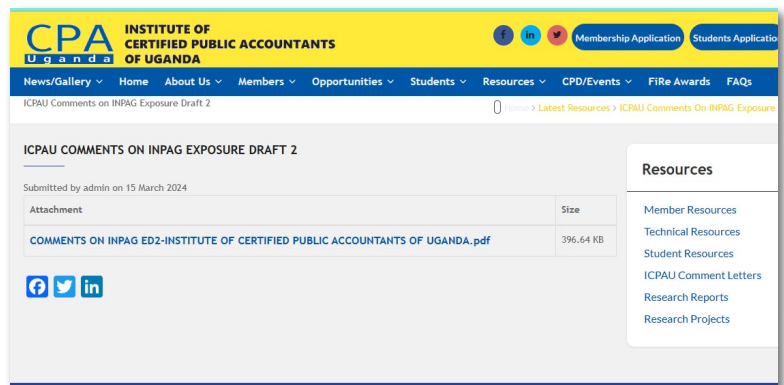 CPA
Uganda
INSTITUTE OF
CERTIFIED PUBLIC ACCOUNTANTS
OF UGANDA
Membership Application
Students Applicatio
News/Gallery Home About Us Members Opportunities Students Resources CPD/Events FiRe Awards FAQs
ICPAU Comments on INPAG Exposure Draft 2
Home > Latest Resources > ICPAU Comments On INPAG Exposure
ICPAU COMMENTS ON INPAG EXPOSURE DRAFT 2
Submitted by admin on 15 March 2024
Attachment Size
COMMENTS ON INPAG ED2-INSTITUTE OF CERTIFIED PUBLIC ACCOUNTANTS OF UGANDA.pdf 396.64 KB
Resources
Member Resources
Technical Resources
Student Resources
ICPAU Comment Letters
Research Reports
Research Projects